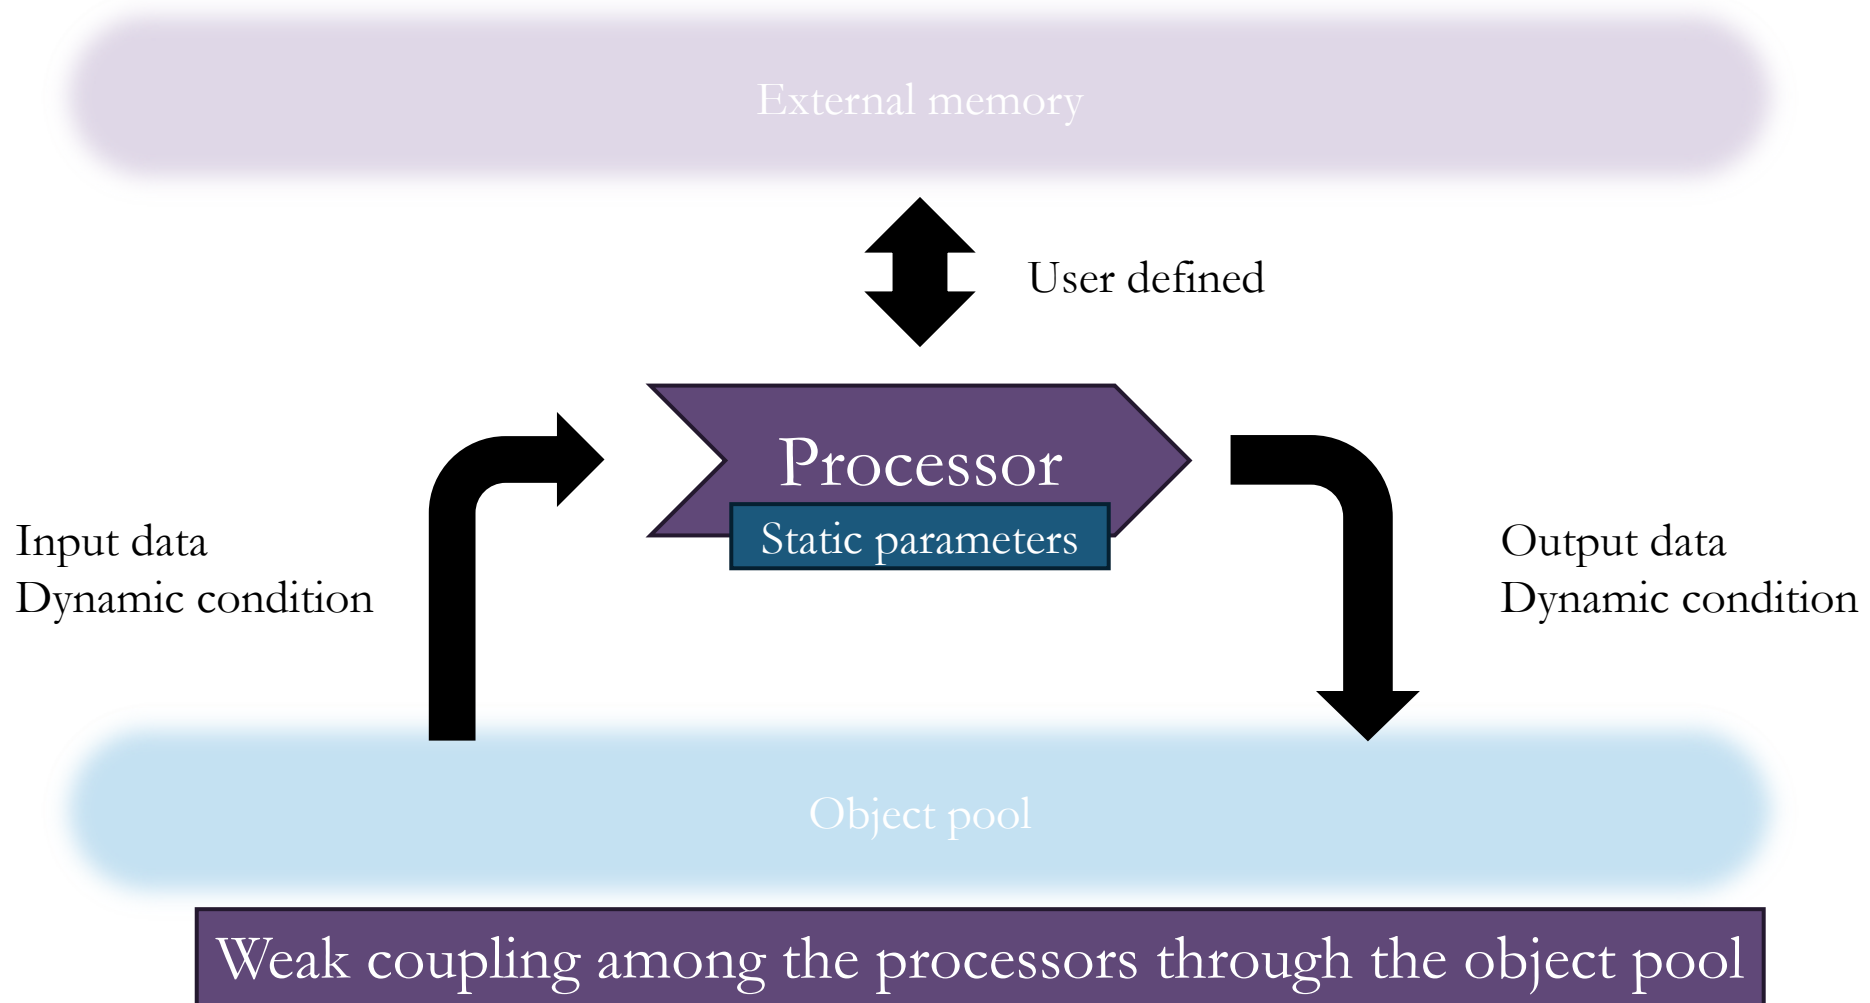 External memory
User defined
Processor
Static parameters
Input data
Dynamic condition
Output data
Dynamic condition
Object pool
Weak coupling among the processors through the object pool